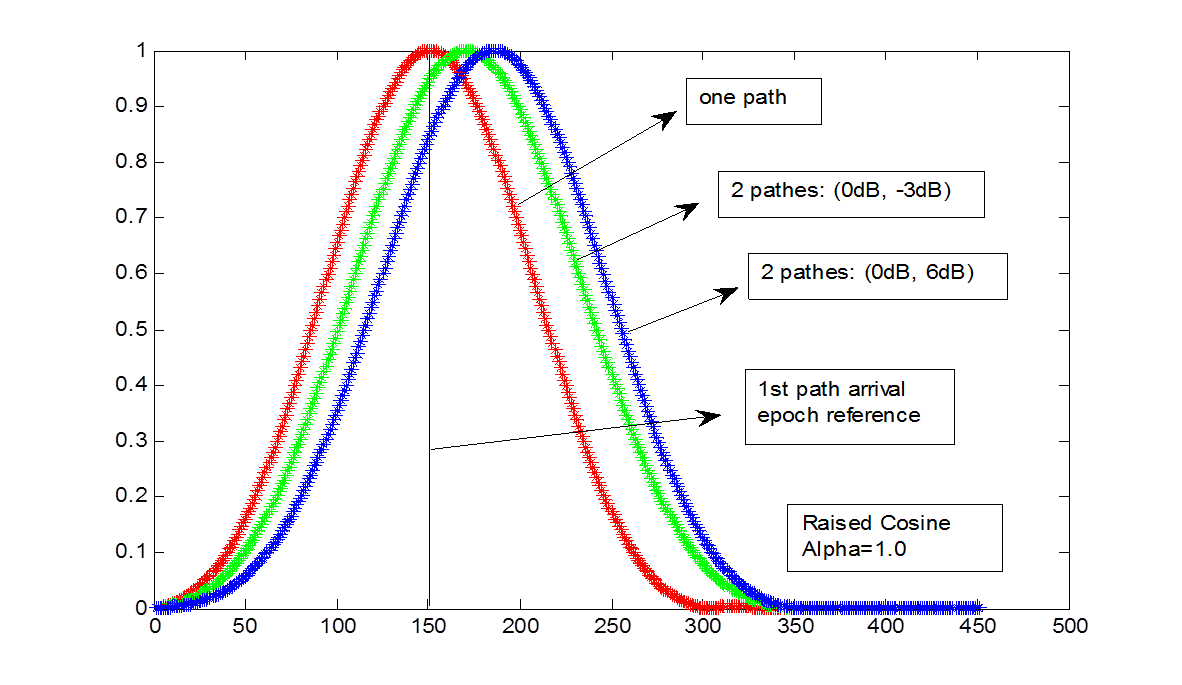 1
0.9
0.8
0.7
0.6
0.5
0.4
0.3
0.2
0.1
0
0 50 100 150 200 250 300 350 400 450 500
one path
2 pathes: (0dB, -3dB)
2 pathes: (0dB, 6dB)
1st path arrival
epoch reference
Raised Cosine
Alpha=1.0